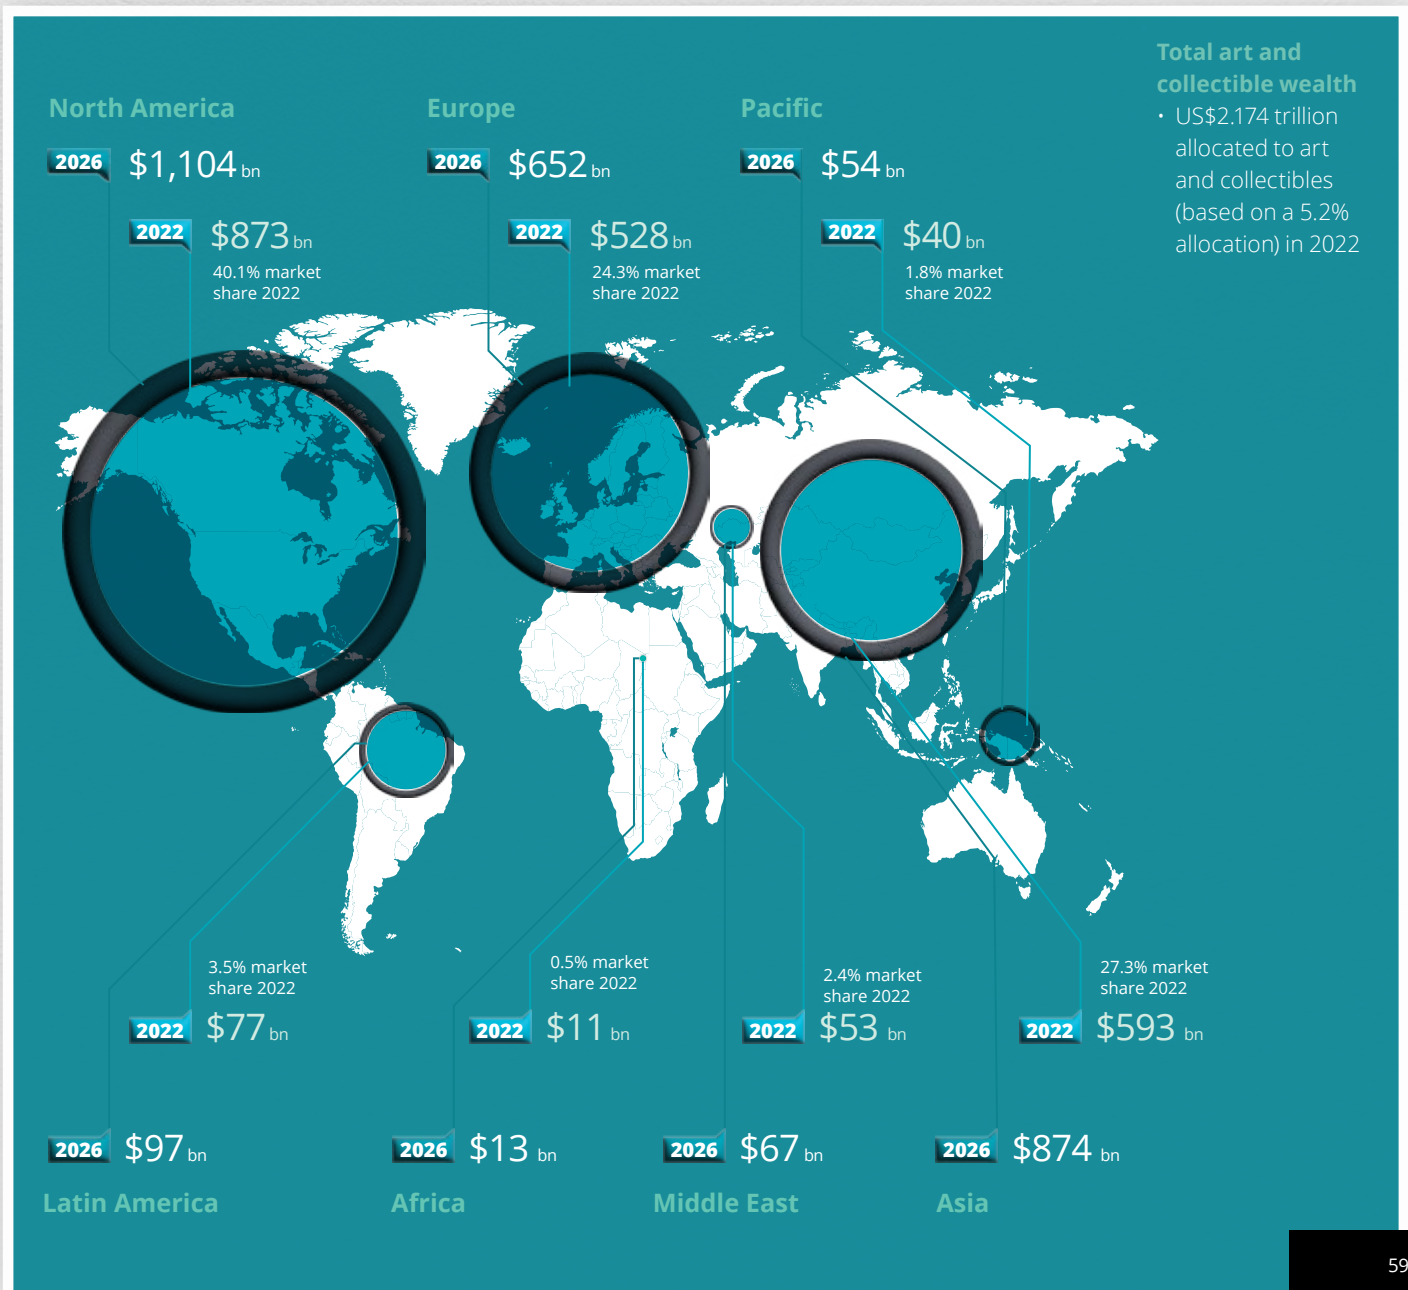 Total art and
collectible wealth
• US$2.174 trillion
allocated to art
and collectibles
(based on a 5.2%
allocation) in 2022
North America
2026 $1,104 bn
2022 $873 bn
40.1% market
share 2022
Europe
2026 $652 bn
2022 $528 bn
24.3% market
share 2022
Pacific
2026 $54 bn
2022 $40 bn
1.8% market
share 2022
3.5% market
share 2022
2022 $77 bn
2026 $97 bn
Latin America
0.5% market
share 2022
2022 $11 bn
2026 $13 bn
Africa
2.4% market
share 2022
2022 $53 bn
2026 $67 bn
Middle East
27.3% market
share 2022
2022 $593 bn
2026 $874 bn
Asia
59